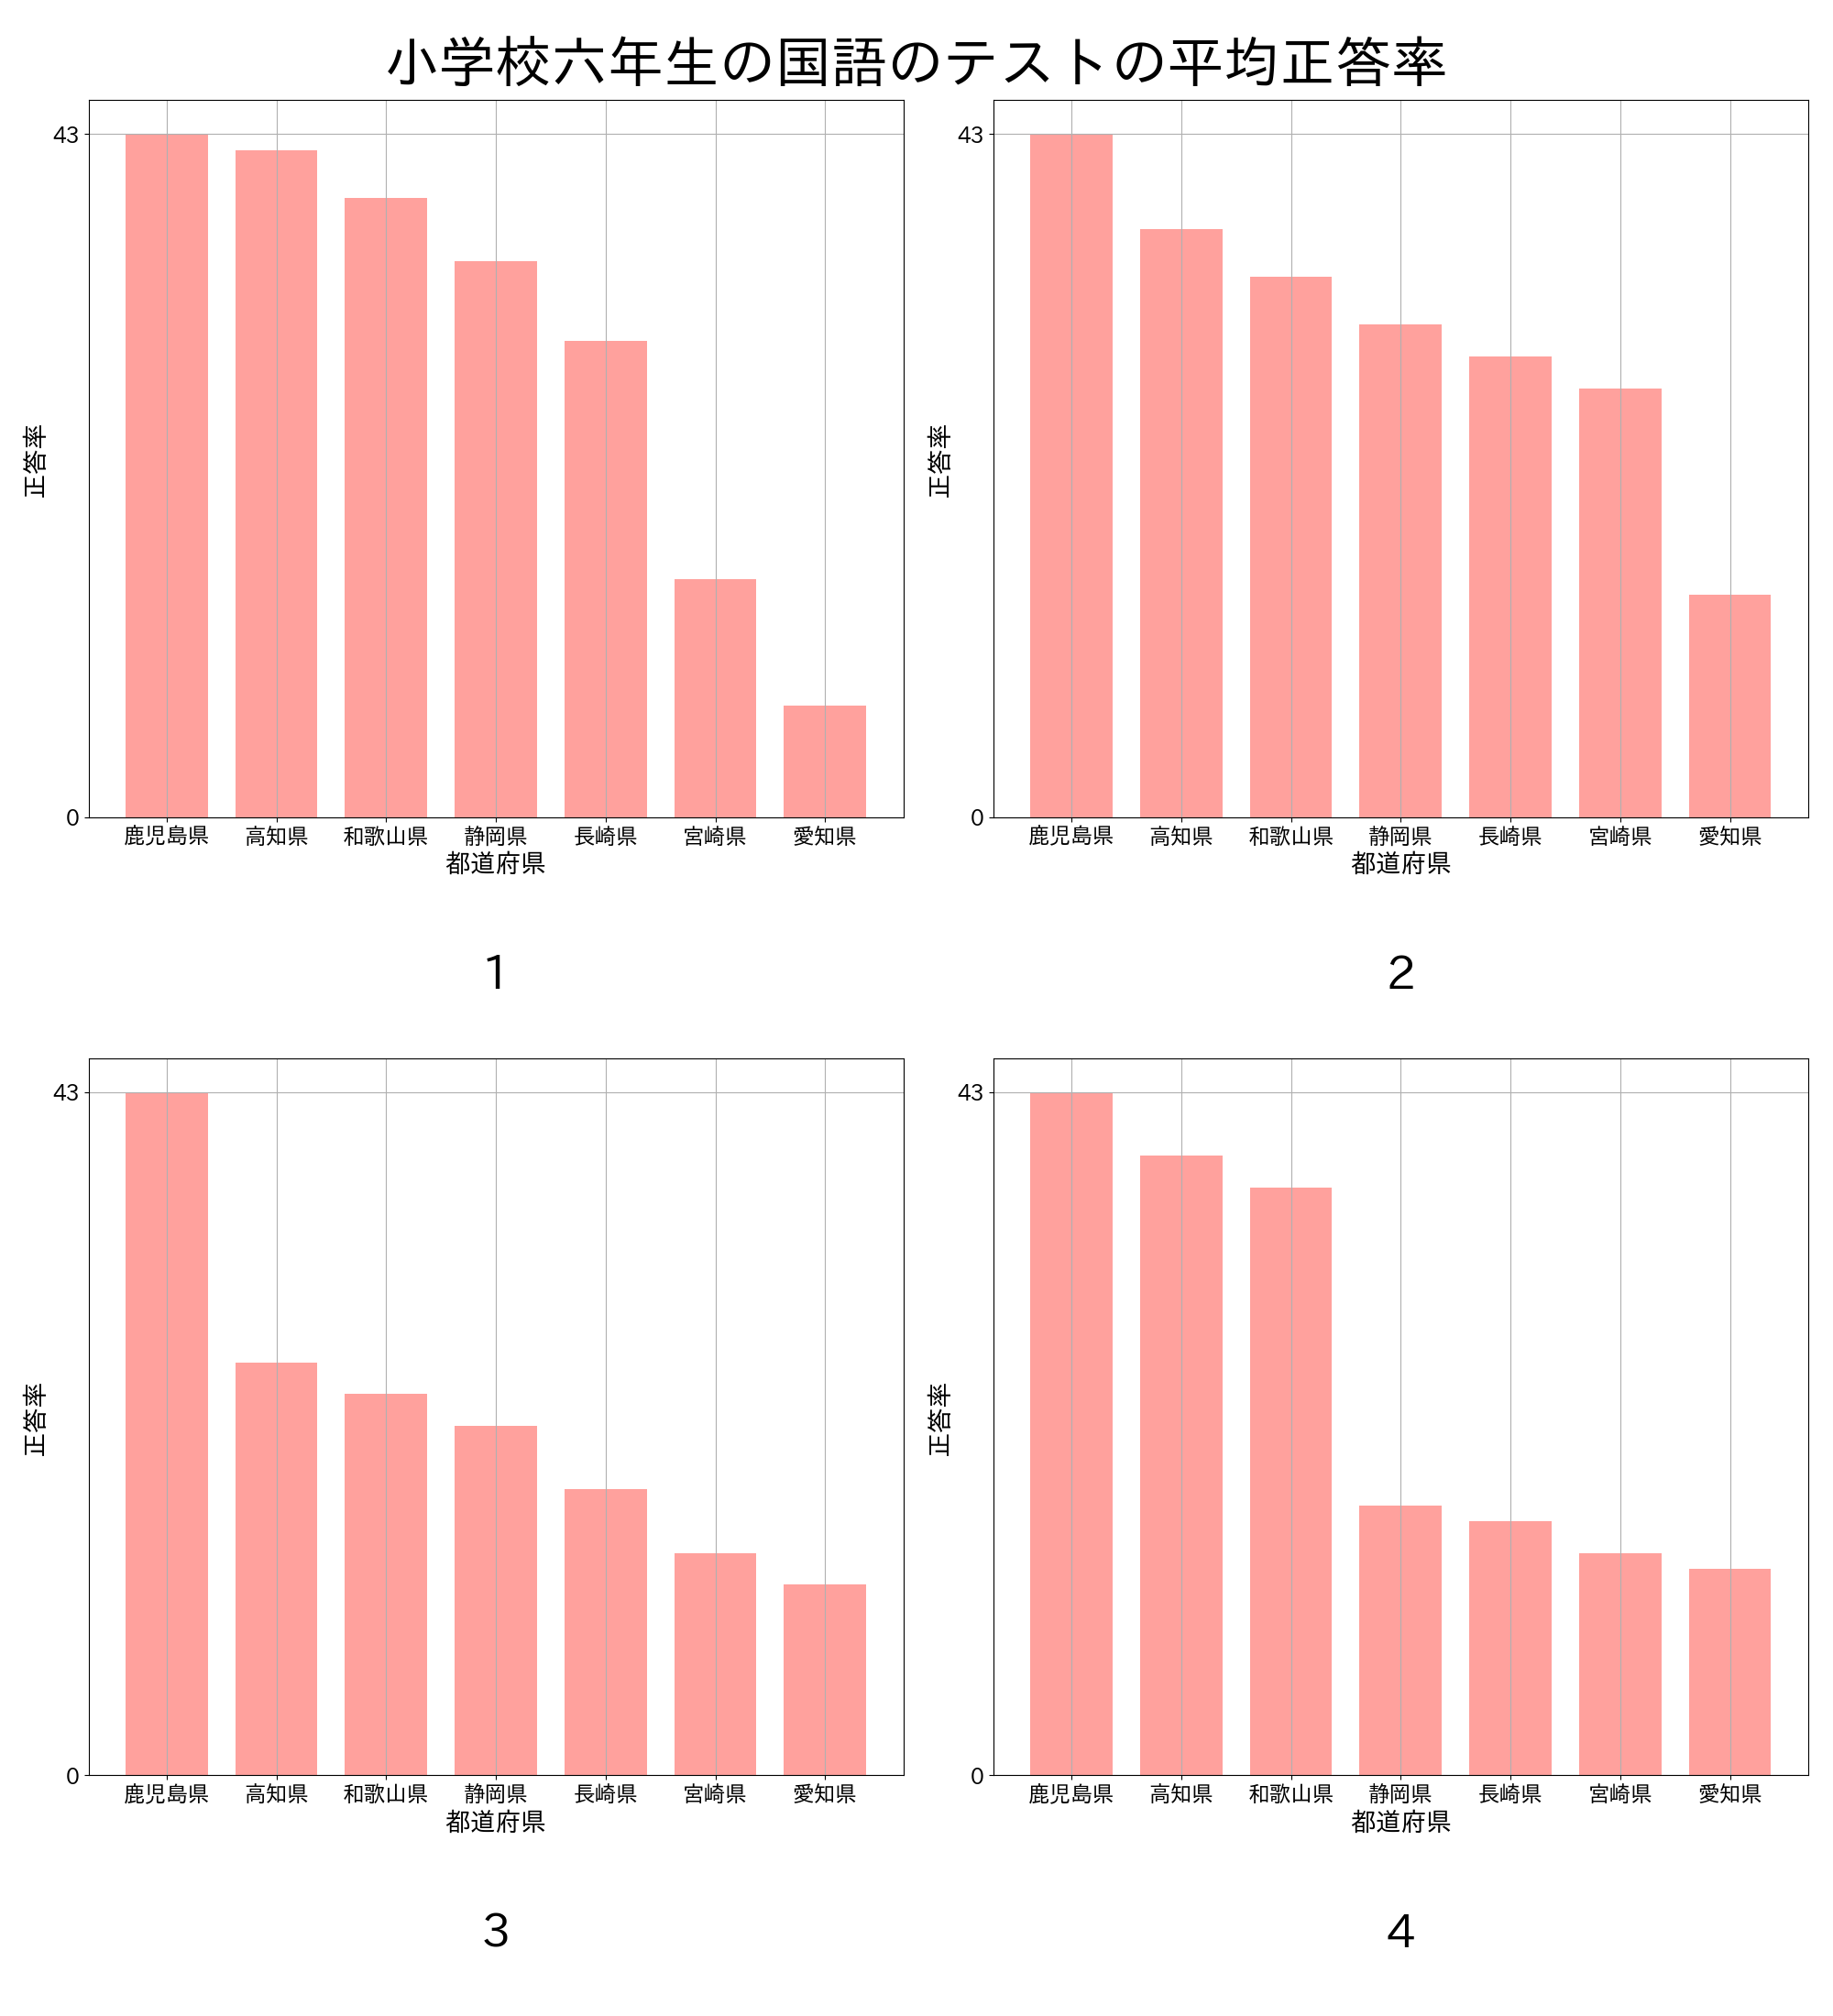 小学校六年生の国語のテストの平均正答率
43
0
正答率
鹿児島県 高知県 和歌山県 静岡県 長崎県 宮崎県 愛知県
都道府県
1
43
0
正答率
鹿児島県 高知県 和歌山県 静岡県 長崎県 宮崎県 愛知県
都道府県
2
43
0
正答率
鹿児島県 高知県 和歌山県 静岡県 長崎県 宮崎県 愛知県
都道府県
3
43
0
正答率
鹿児島県 高知県 和歌山県 静岡県 長崎県 宮崎県 愛知県
都道府県
4